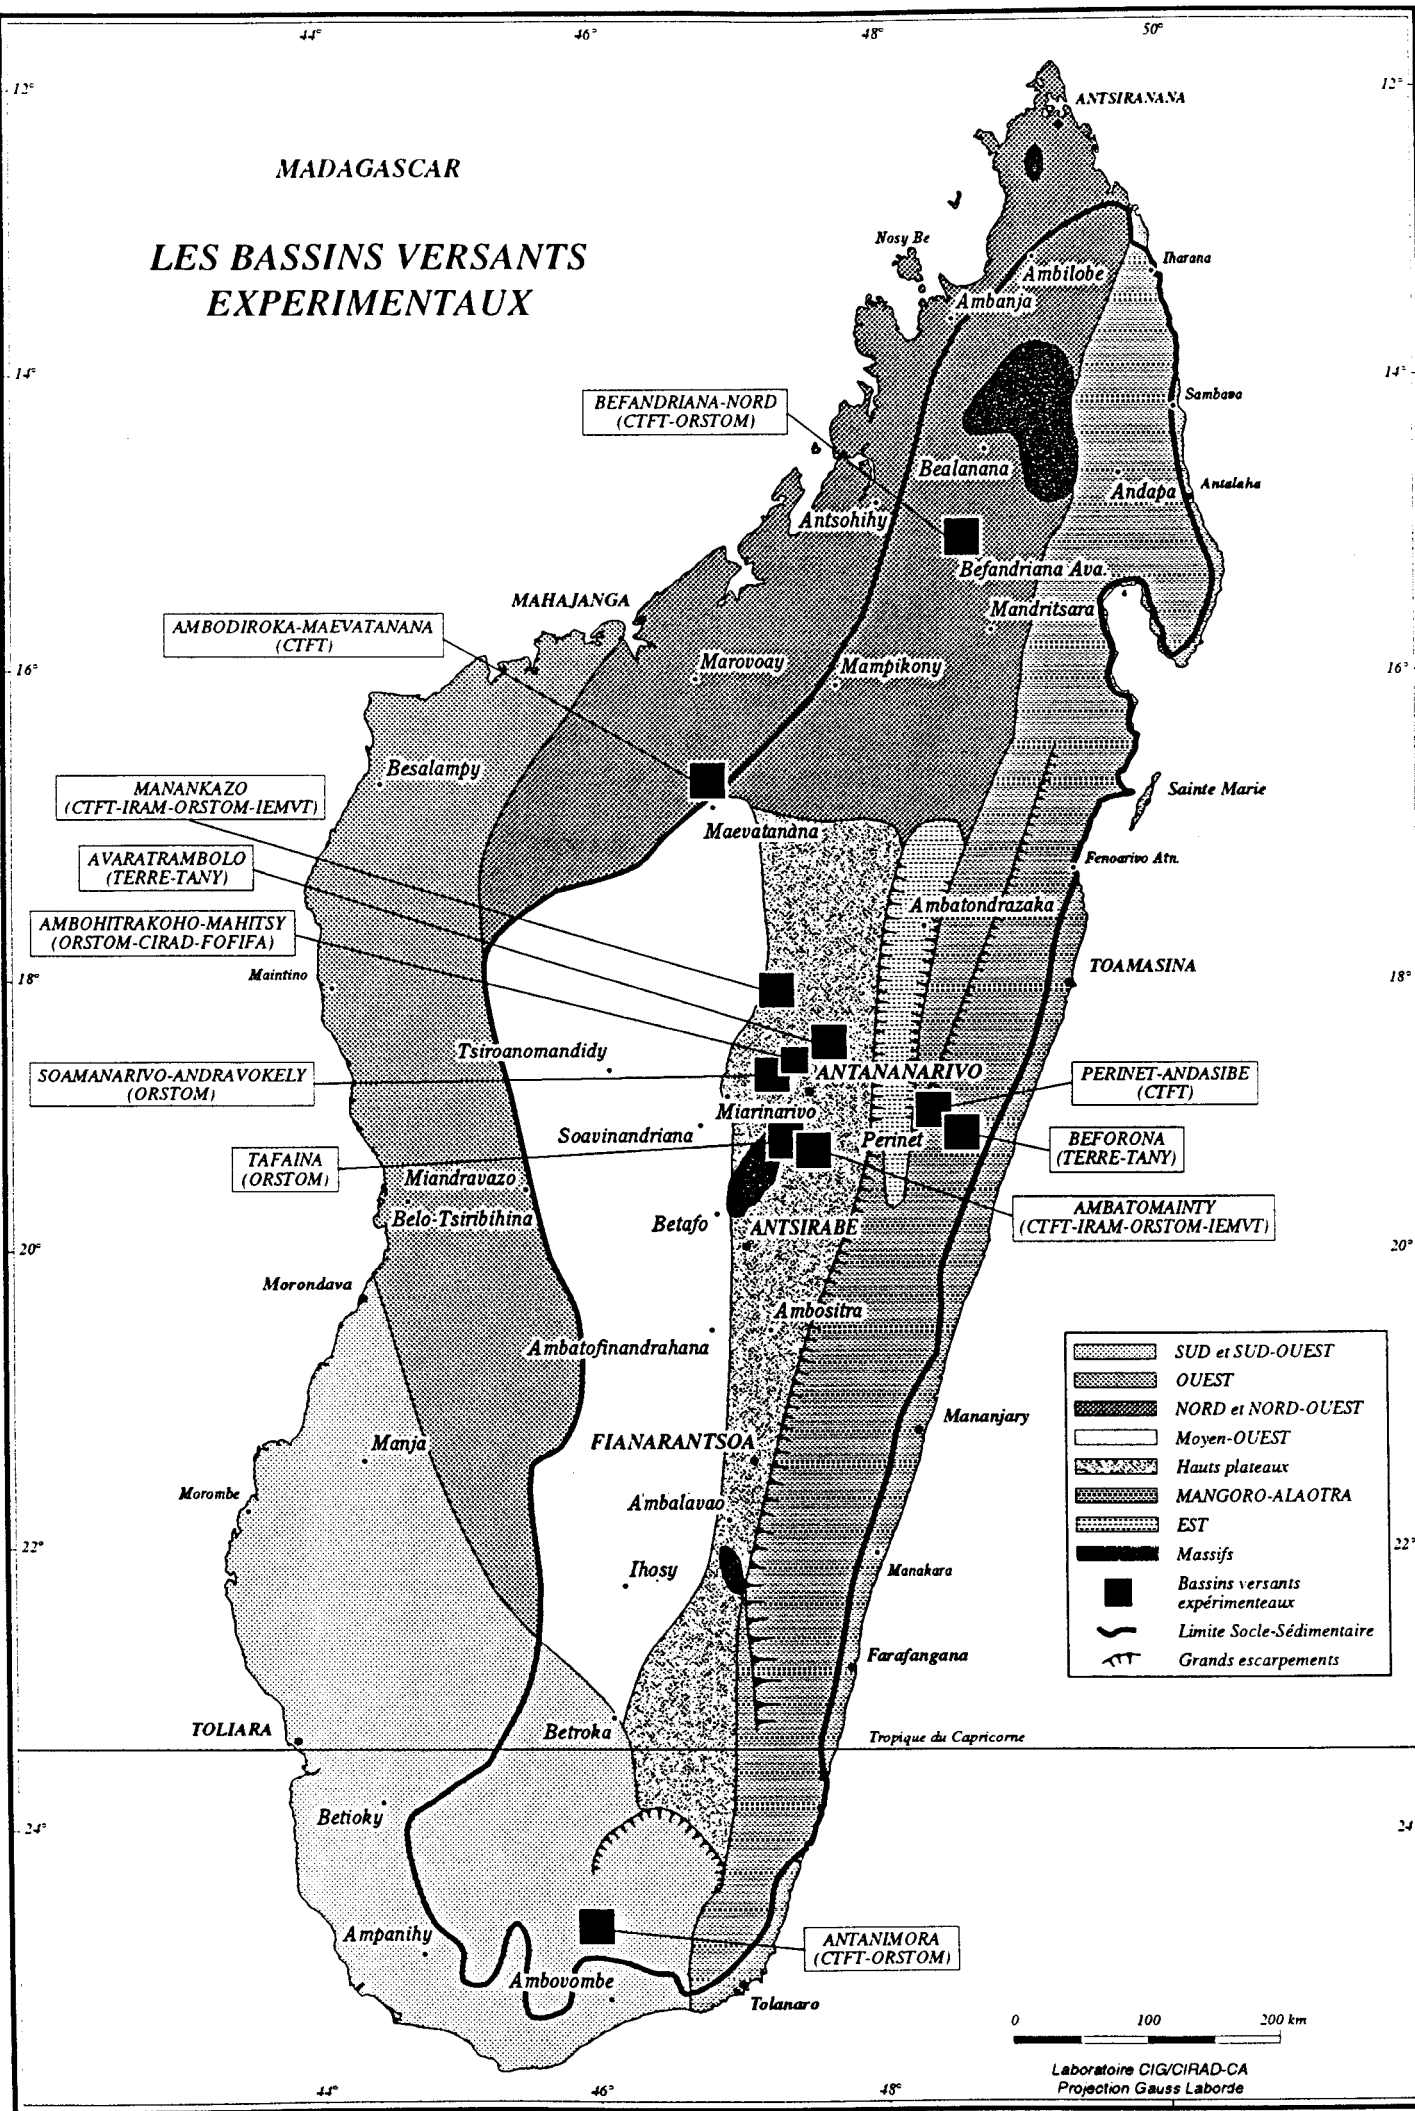 44°
46°
48°
50°
12°
12°
ANTSIRANANA
MADAGASCAR
LES BASSINS VERSANTS
EXPERIMENTAUX
Nosy Be
Iharana
Ambilobe
Ambanja
14°
14°
BEFANDRIANA-NORD
(CTFT-ORSTOM)
Sambava
Bealanana
Andapa
Antalaha
Antsohihy
Befandriana Ava.
MAHAJANGA
Mandritsara
AMBODIROKA-MAEVATANANA
(CTFT)
16°
Marovoay
Mampikony
16°
Besalampy
MANANKAZO
(CTFT-IRAM-ORSTOM-IEMVT)
Sainte Marie
Maevatanana
AVARATRAMBOLO
(TERRE-TANY)
Fenoarivo Atn.
Ambatondrazaka
AMBOHITRAKOHO-MAHITSY
(ORSTOM-CIRAD-FOFIFA)
18°
Maintino
TOAMASINA
18°
Tsiroanomandidy
SOAMANARIVO-ANDRAVOKELY
(ORSTOM)
ANTANANARIVO
PERINET-ANDASIBE
(CTFT)
Miarinarivo
Soavinandriana
Perinet
BEFORONA
(TERRE-TANY)
TAFAINA
(ORSTOM)
Miandravazo
Belo-Tsiribihina
AMBATOMAINTY
(CTFT-IRAM-ORSTOM-IEMVT)
Betafo
ANTSIRABE
20°
20°
Morondava
Ambositra
Ambatofinandrahana
SUD et SUD-OUEST
OUEST
NORD et NORD-OUEST
Moyen-OUEST
Hauts plateaux
MANGORO-ALAOTRA
EST
Massifs
Bassins versants
expérimenteaux
Limite Socle-Sédimentaire
Grands escarpements
Mananjary
Manja
FIANARANTSOA
Morombe
Ambalavao
22°
22°
Ihosy
Manakara
Farafangana
TOLIARA
Betroka
Tropique du Capricorne
Betioky
24°
24
Ampanihy
ANTANIMORA
(CTFT-ORSTOM)
Ambovombe
Tolanaro
0 100 200 km
Laboratoire CIG/CIRAD-CA
Projection Gauss Laborde
44°
46°
48°